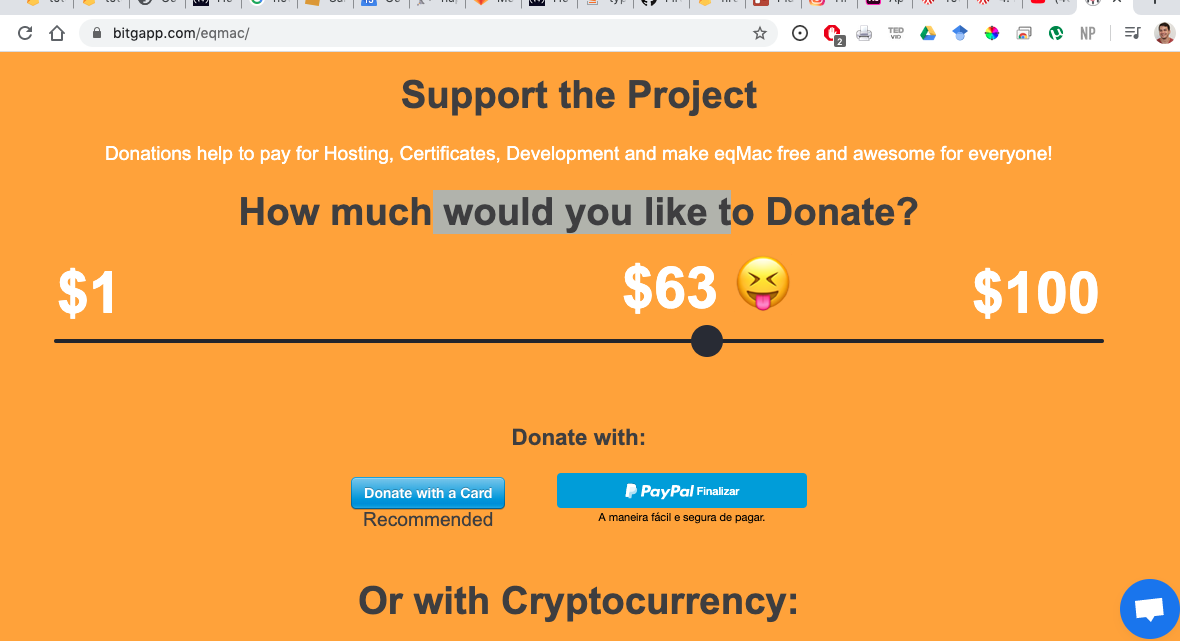 bitgapp.com/eqmac/
2
TED
NP
Support the Project
Donations help to pay for Hosting, Certificates, Development and make eqMac free and awesome for everyone!
How much would you like to Donate?
$1
$63
$100
Donate with:
Donate with a Card
PayPal Finalizar
Recommended
A maneira fácil e segura de pagar.
Or with Cryptocurrency: